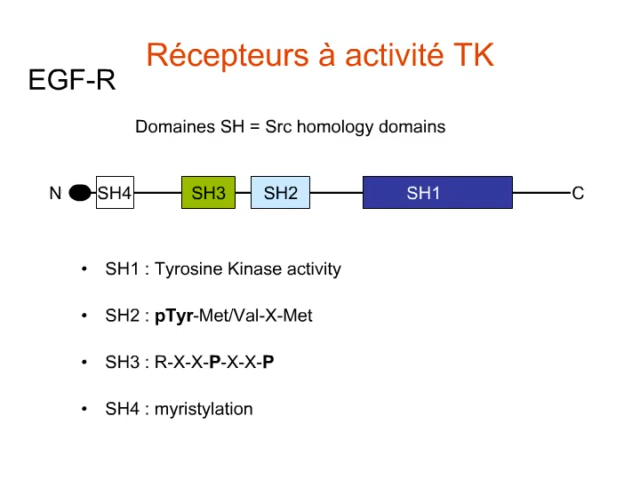 Récepteurs à activité TK
EGF-R
Domaines SH = Src homology domains
N SH4 SH3 SH2 SH1 C
• SH1 : Tyrosine Kinase activity
• SH2 : pTyr-Met/Val-X-Met
• SH3 : R-X-X-P-X-X-P
• SH4 : myristylation